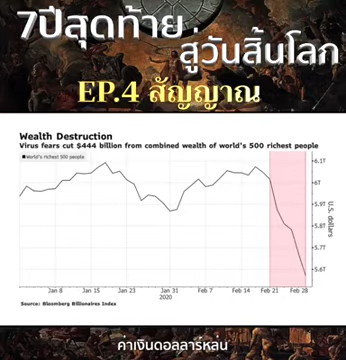 7ปีสุดท้าย
สู่วันสิ้นโลก
EP.4 สัญญาณ
Wealth Destruction
Virus fears cut $444 billion from combined wealth of world's 500 richest people
World's richest 500 people
6.1T
6T
5.9T
5.8T
5.7T
5.6T
U.S. dollars
Jan 8 Jan 15 Jan 23 Jan 31 Feb 7 Feb 14 Feb 21 Feb 28
2020
Source: Bloomberg Billionaires Index
ค่าเงินดอลลาร์หล่น